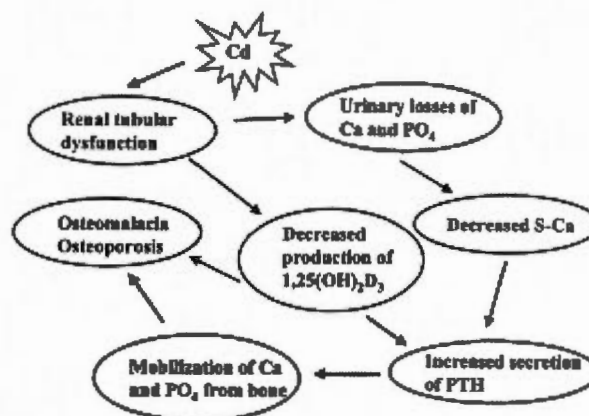 Cd
Renal tubular
dysfunction
Urinary losses of
Ca and PO₄
Osteomalacia
Osteoporosis
Decreased
production of
1,25(OH)₂D₃
Decreased S-Ca
Mobilization of Ca
and PO₄ from bone
Increased secretion
of PTH